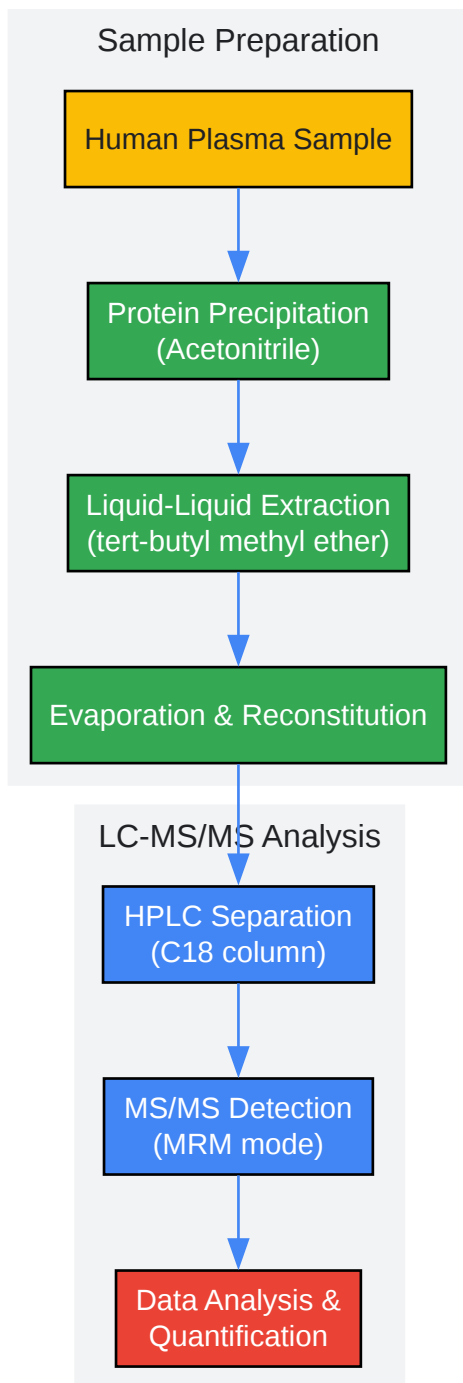 Sample Preparation
Human Plasma Sample
Protein Precipitation
(Acetonitrile)
Liquid-Liquid Extraction
(tert-butyl methyl ether)
Evaporation & Reconstitution
LC-MS/MS Analysis
HPLC Separation
(C18 column)
MS/MS Detection
(MRM mode)
Data Analysis &
Quantification